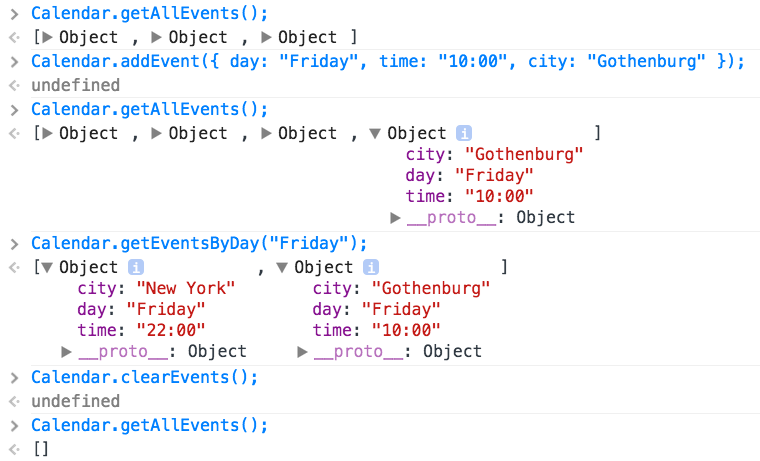 > Calendar.getAllEvents();
[▶ Object , ▶ Object , ▶ Object ]
> Calendar.addEvent({ day: "Friday", time: "10:00", city: "Gothenburg" });
undefined
> Calendar.getAllEvents();
[▶ Object , ▶ Object , ▶ Object , ▼ Object i ]
city: "Gothenburg"
day: "Friday"
time: "10:00"
▶ __proto__: Object
> Calendar.getEventsByDay("Friday");
[▼ Object i , ▼ Object i ]
city: "New York" city: "Gothenburg"
day: "Friday" day: "Friday"
time: "22:00" time: "10:00"
▶ __proto__: Object ▶ __proto__: Object
> Calendar.clearEvents();
undefined
> Calendar.getAllEvents();
[]